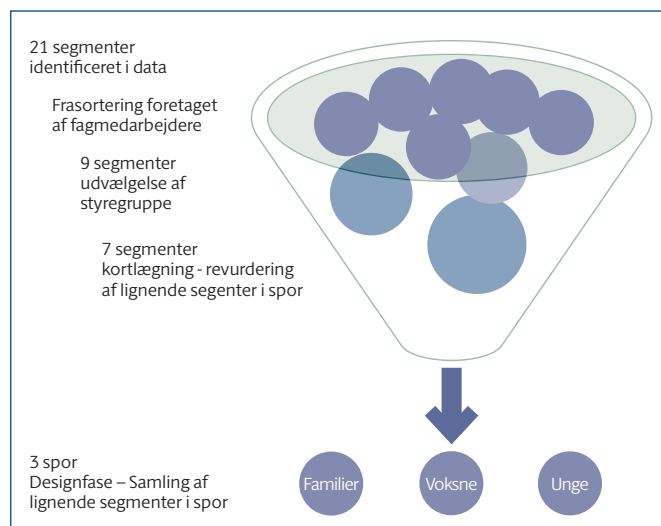 21 segmenter
identificeret i data
Frasortering foretaget
af fagmedarbejdere
9 segmenter
udvælgelse af
styregruppe
7 segmenter
kortlægning - revurdering
af lignende segenter i spor
3 spor
Designfase – Samling af
lignende segmenter i spor
Familier
Voksne
Unge